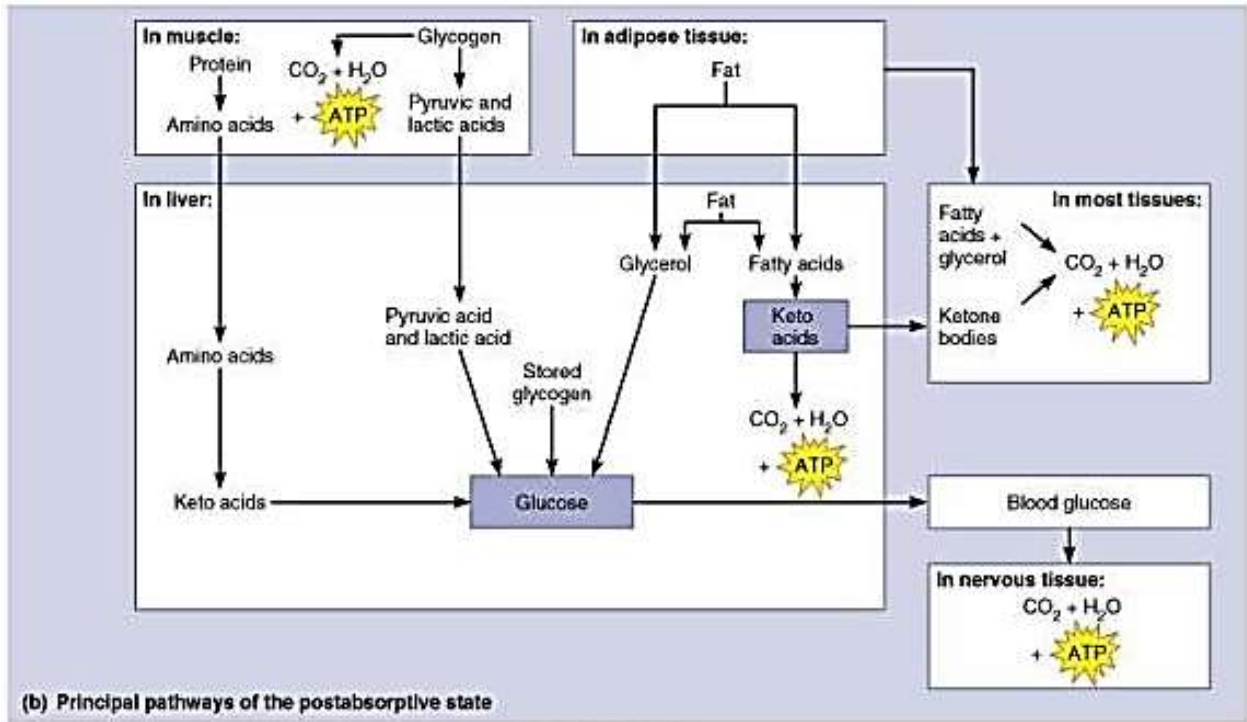 In muscle:
Protein
Amino acids
CO2 + H2O
+ ATP
Glycogen
Pyruvic and
lactic acids
In adipose tissue:
Fat
In liver:
Amino acids
Keto acids
Pyruvic acid
and lactic acid
Stored
glycogen
Glucose
Fat
Glycerol
Fatty acids
Keto
acids
CO2 + H2O
+ ATP
In most tissues:
Fatty
acids +
glycerol
Ketone
bodies
CO2 + H2O
+ ATP
Blood glucose
In nervous tissue:
CO2 + H2O
+ ATP
(b) Principal pathways of the postabsorptive state